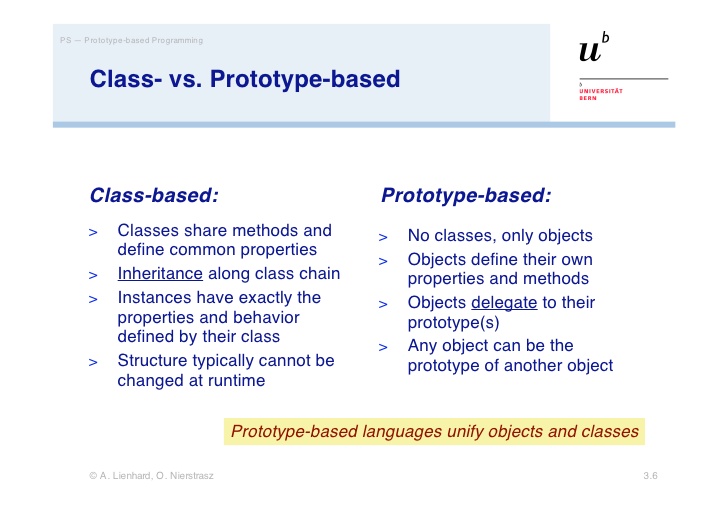 PS — Prototype-based Programming
Class- vs. Prototype-based
u b
b
UNIVERSITÄT
BERN
Class-based:
> Classes share methods and
define common properties
> Inheritance along class chain
> Instances have exactly the
properties and behavior
defined by their class
> Structure typically cannot be
changed at runtime
Prototype-based:
> No classes, only objects
> Objects define their own
properties and methods
> Objects delegate to their
prototype(s)
> Any object can be the
prototype of another object
Prototype-based languages unify objects and classes
© A. Lienhard, O. Nierstrasz
3.6